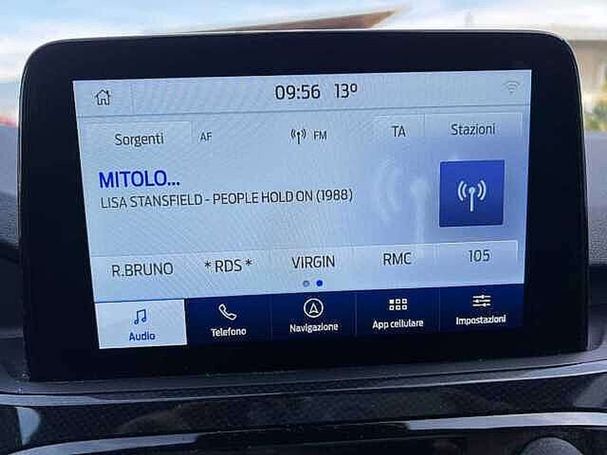 09:56 13°
Sorgenti AF FM TA Stazioni
MITOLO...
LISA STANSFIELD - PEOPLE HOLD ON (1988)
R.BRUNO *RDS* VIRGIN RMC 105
Audio Telefono Navigazione App cellulare Impostazioni